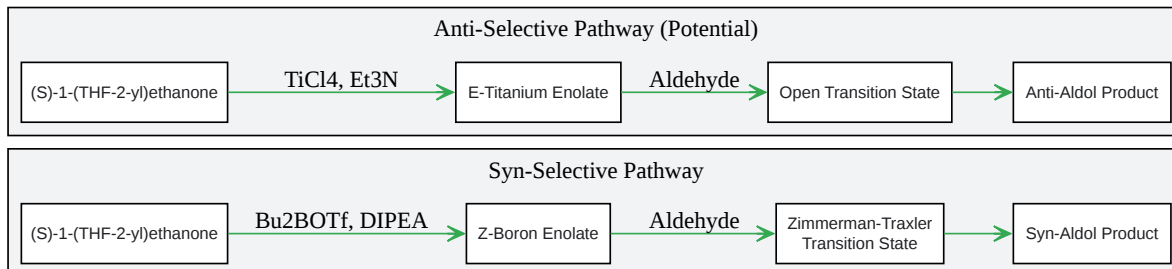 Anti-Selective Pathway (Potential)
(S)-1-(THF-2-yl)ethanone
TiCl4, Et3N
E-Titanium Enolate
Aldehyde
Open Transition State
Anti-Aldol Product
Syn-Selective Pathway
(S)-1-(THF-2-yl)ethanone
Bu2BOTf, DIPEA
Z-Boron Enolate
Aldehyde
Zimmerman-Traxler
Transition State
Syn-Aldol Product